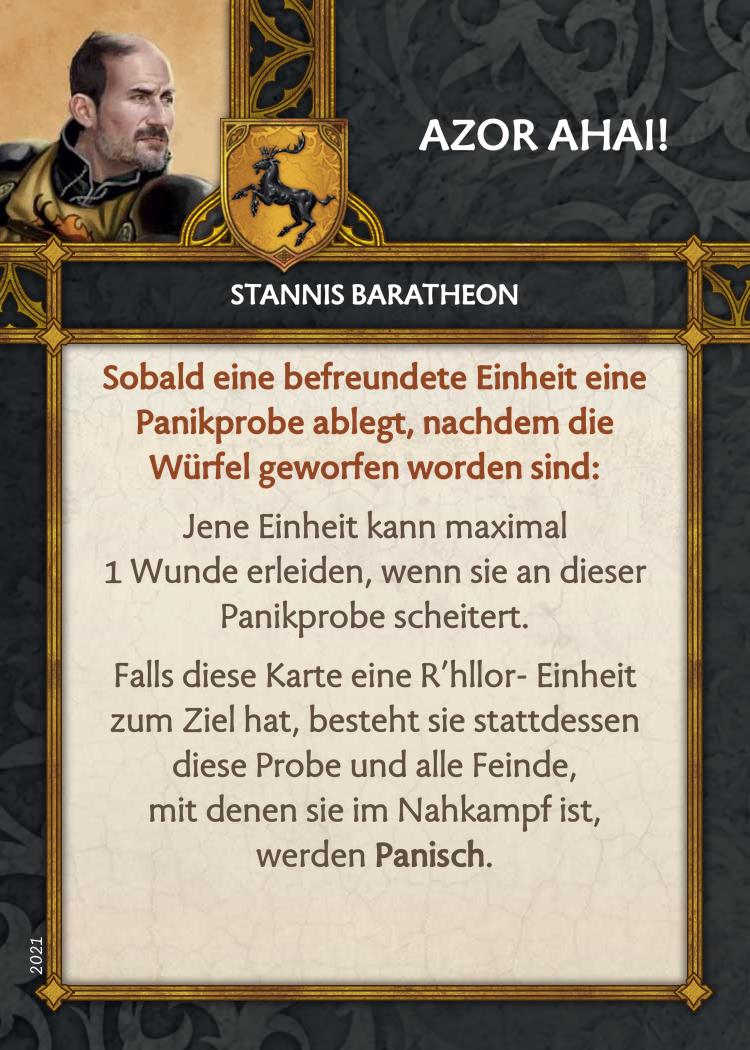 AZOR AHAI!
STANNIS BARATHEON
Sobald eine befreundete Einheit eine
Panikprobe ablegt, nachdem die
Würfel geworfen worden sind:
Jene Einheit kann maximal
1 Wunde erleiden, wenn sie an dieser
Panikprobe scheitert.
Falls diese Karte eine R’hllor- Einheit
zum Ziel hat, besteht sie stattdessen
diese Probe und alle Feinde,
mit denen sie im Nahkampf ist,
werden Panisch.
2021